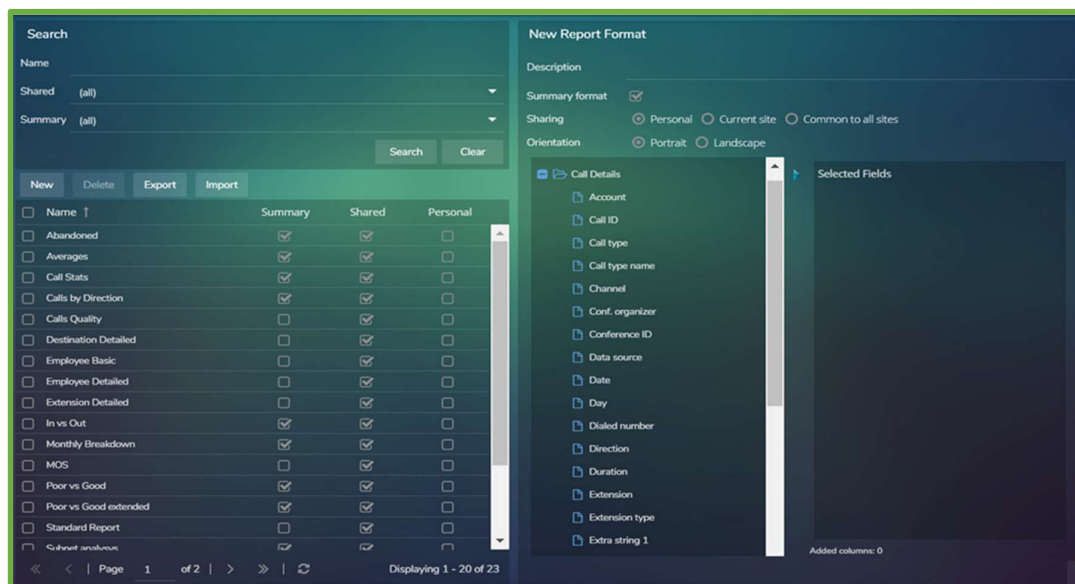 Search
Name
Shared (all)
Summary (all)
Search Clear
New Delete Export Import
Name ↑ Summary Shared Personal
Abandoned
Averages
Call Stats
Calls by Direction
Calls Quality
Destination Detailed
Employee Basic
Employee Detailed
Extension Detailed
In vs Out
Monthly Breakdown
MOS
Poor vs Good
Poor vs Good extended
Standard Report
Subnet analysys
Page 1 of 2 Displaying 1 - 20 of 23
New Report Format
Description
Summary format
Sharing Personal Current site Common to all sites
Orientation Portrait Landscape
Call Details
Account
Call ID
Call type
Call type name
Channel
Conf. organizer
Conference ID
Data source
Date
Day
Dialed number
Direction
Duration
Extension
Extension type
Extra string 1
Selected Fields
Added columns: 0